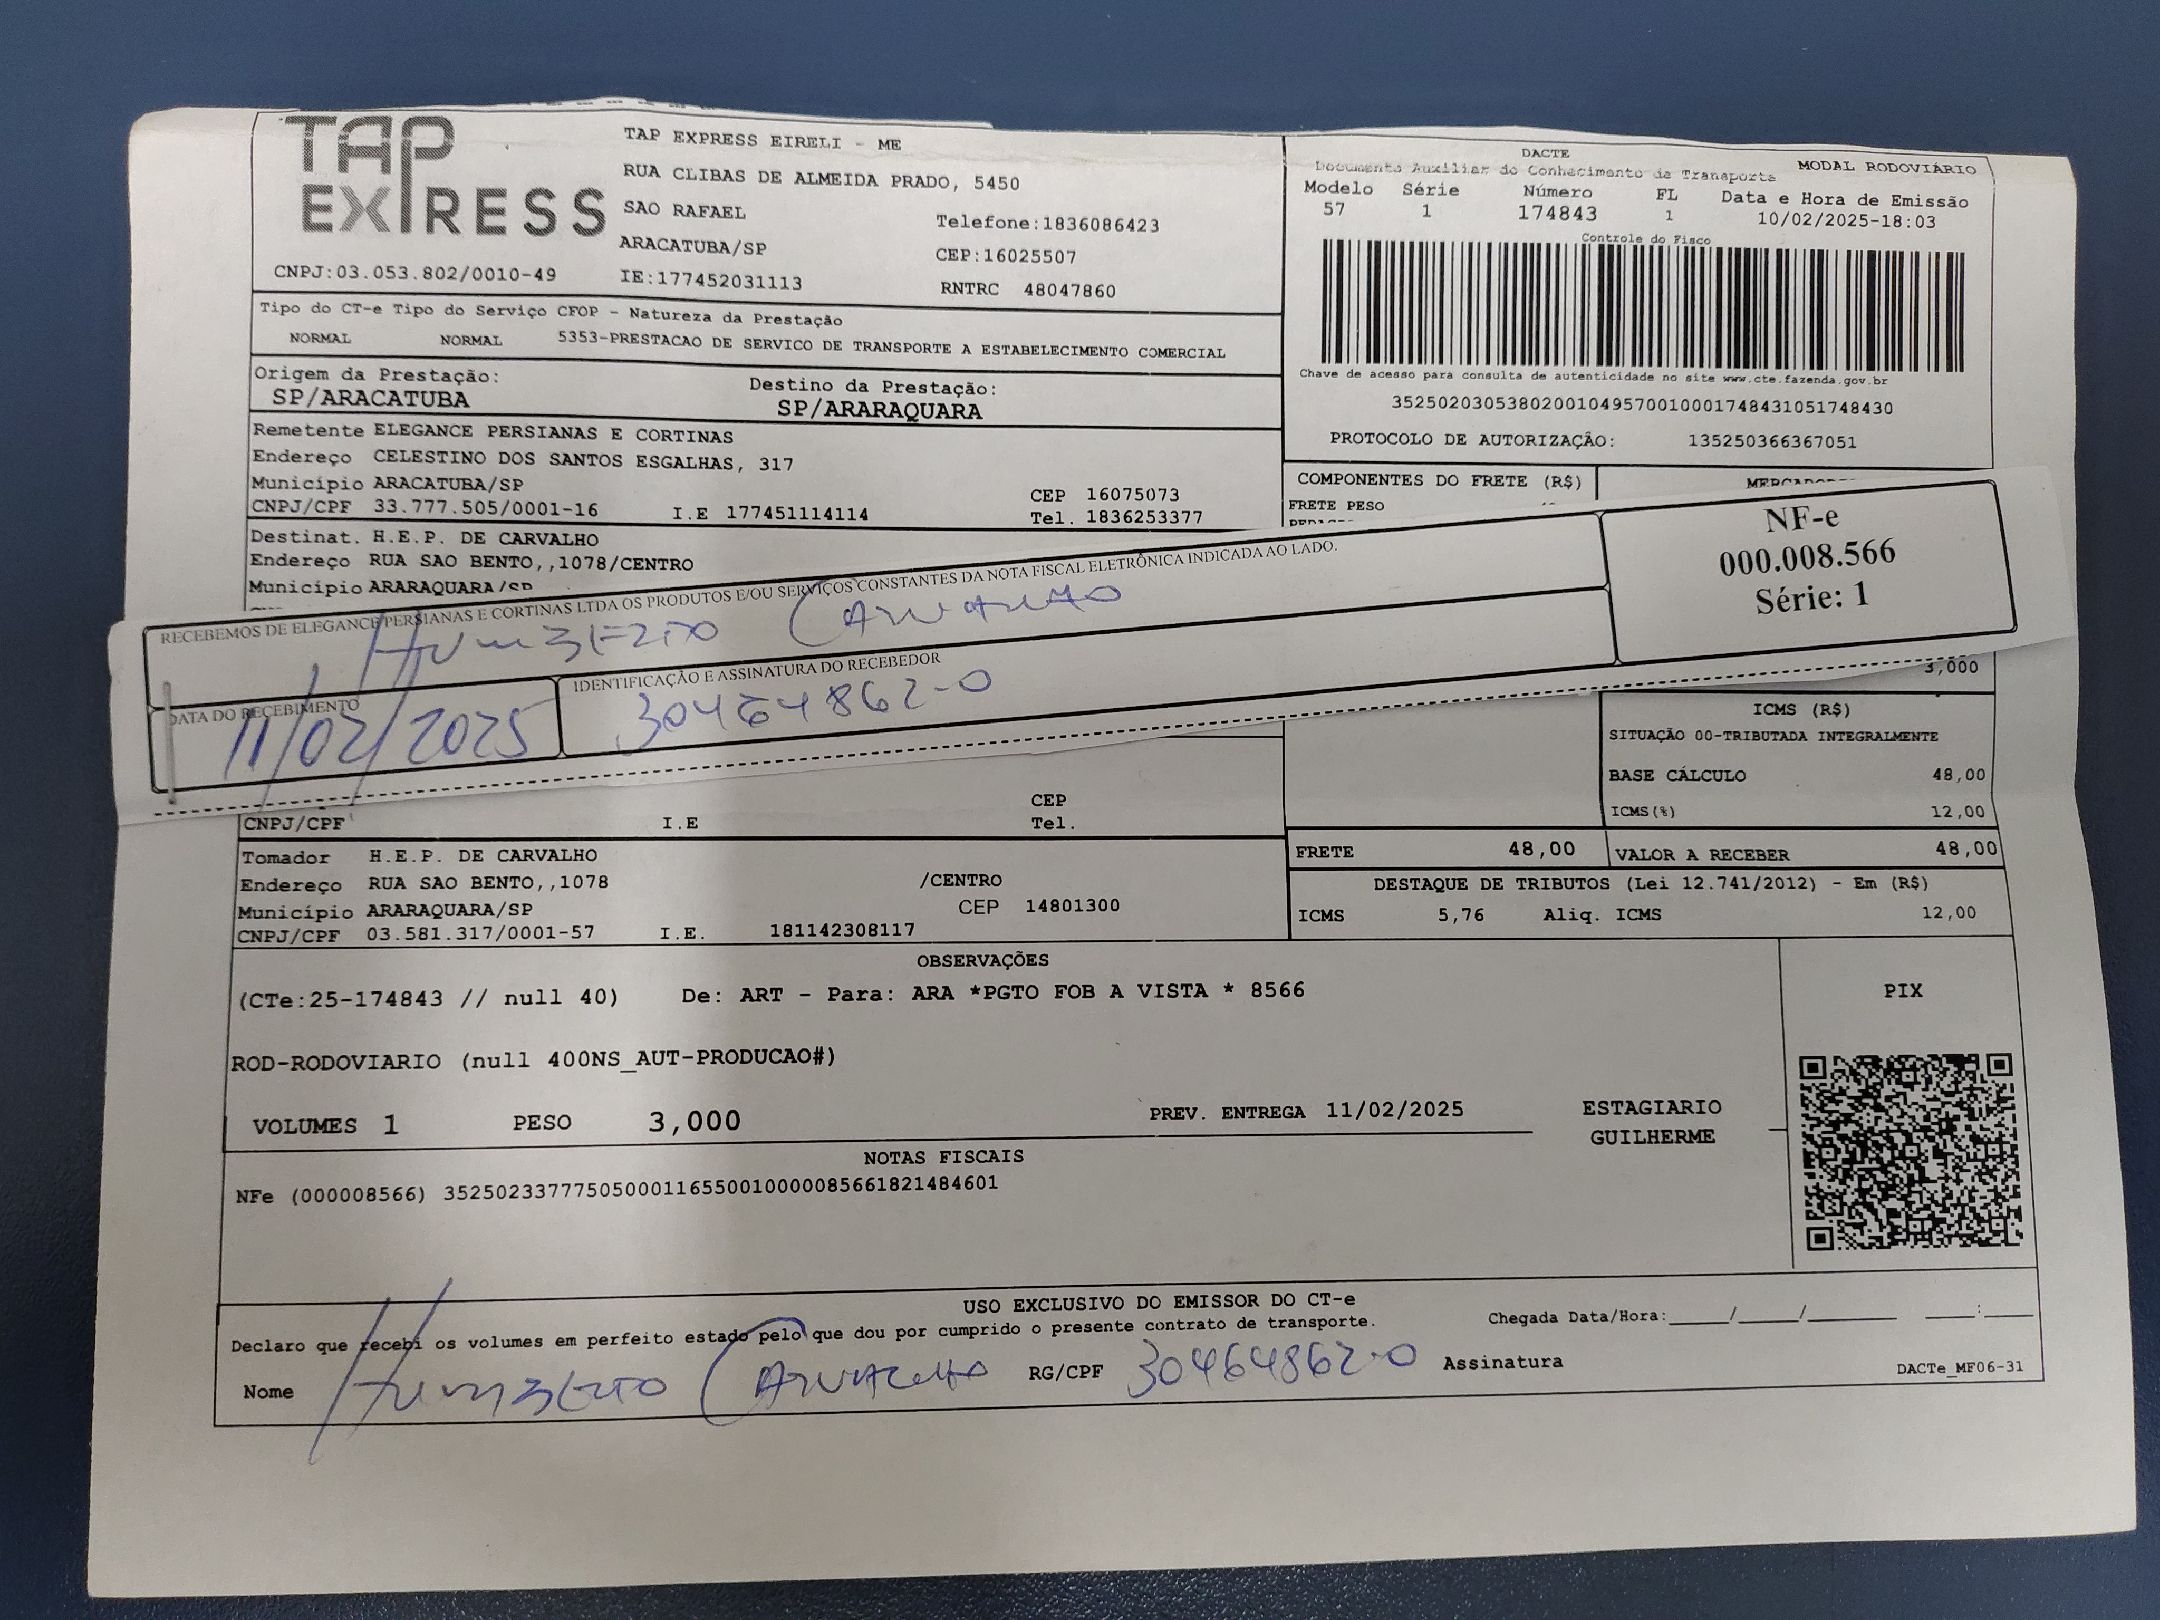 TAP EXPRESS
TAP EXPRESS EIRELI - ME
RUA CLIBAS DE ALMEIDA PRADO, 5450
SAO RAFAEL
Telefone:1836086423
ARACATUBA/SP
CEP:16025507
CNPJ:03.053.802/0010-49 IE:177452031113
RNTRC 48047860
DACTE
Documento Auxiliar do Conhecimento de Transporte
MODAL RODOVIÁRIO
Modelo Série Número FL Data e Hora de Emissão
57 1 174843 1 10/02/2025-18:03
Controle do Fisco
Chave de acesso para consulta de autenticidade no site www.cte.fazenda.gov.br
35250203053802001049570010001748431051748430
PROTOCOLO DE AUTORIZAÇÃO: 135250366367051
Tipo do CT-e Tipo do Serviço CFOP - Natureza da Prestação
NORMAL NORMAL 5353-PRESTACAO DE SERVICO DE TRANSPORTE A ESTABELECIMENTO COMERCIAL
Origem da Prestação: Destino da Prestação:
SP/ARACATUBA SP/ARARAQUARA
Remetente ELEGANCE PERSIANAS E CORTINAS
Endereço CELESTINO DOS SANTOS ESGALHAS, 317
Município ARACATUBA/SP CEP 16075073
CNPJ/CPF 33.777.505/0001-16 I.E 177451114114 Tel. 1836253377
COMPONENTES DO FRETE (R$)
FRETE PESO
Destinat. H.E.P. DE CARVALHO
Endereço RUA SAO BENTO,,1078/CENTRO
Município ARARAQUARA/SP
RECEBEMOS DE ELEGANCE PERSIANAS E CORTINAS LTDA OS PRODUTOS E/OU SERVIÇOS CONSTANTES DA NOTA FISCAL ELETRÔNICA INDICADA AO LADO.
NF-e
000.008.566
Série: 1
Humberto Carvalho
DATA DO RECEBIMENTO
11/02/2025
IDENTIFICAÇÃO E ASSINATURA DO RECEBEDOR
30464862-0
3,000
ICMS (R$)
SITUAÇÃO 00-TRIBUTADA INTEGRALMENTE
BASE CÁLCULO 48,00
ICMS(%) 12,00
CEP
CNPJ/CPF I.E Tel.
FRETE 48,00 VALOR A RECEBER 48,00
DESTAQUE DE TRIBUTOS (Lei 12.741/2012) - Em (R$)
ICMS 5,76 Aliq. ICMS 12,00
Tomador H.E.P. DE CARVALHO
Endereço RUA SAO BENTO,,1078 /CENTRO
Município ARARAQUARA/SP CEP 14801300
CNPJ/CPF 03.581.317/0001-57 I.E. 181142308117
OBSERVAÇÕES
(CTe:25-174843 // null 40) De: ART - Para: ARA *PGTO FOB A VISTA * 8566
PIX
ROD-RODOVIARIO (null 400NS_AUT-PRODUCAO#)
VOLUMES 1 PESO 3,000 PREV. ENTREGA 11/02/2025
ESTAGIARIO
GUILHERME
NOTAS FISCAIS
NFe (000008566) 35250233777505000116550010000085661821484601
USO EXCLUSIVO DO EMISSOR DO CT-e
Declaro que recebi os volumes em perfeito estado pelo que dou por cumprido o presente contrato de transporte.
Chegada Data/Hora:____/____/______ ____:____
Nome Humberto Carvalho RG/CPF 30464862-0 Assinatura
DACTe_MF06-31